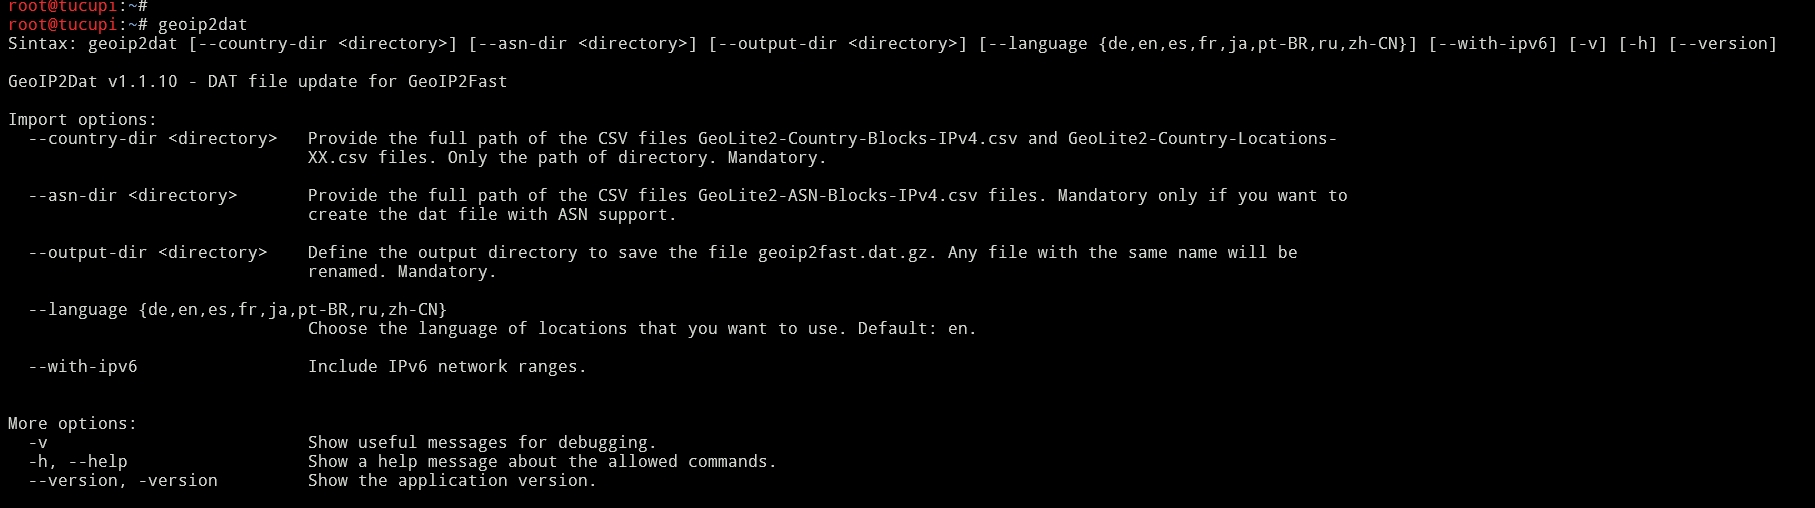 root@tucupi:~#
root@tucupi:~# geoip2dat
Sintax: geoip2dat [--country-dir <directory>] [--asn-dir <directory>] [--output-dir <directory>] [--language {de,en,es,fr,ja,pt-BR,ru,zh-CN}] [--with-ipv6] [-v] [-h] [--version]
GeoIP2Dat v1.1.10 - DAT file update for GeoIP2Fast
Import options:
--country-dir <directory>   Provide the full path of the CSV files GeoLite2-Country-Blocks-IPv4.csv and GeoLite2-Country-Locations-
XX.csv files. Only the path of directory. Mandatory.
--asn-dir <directory>       Provide the full path of the CSV files GeoLite2-ASN-Blocks-IPv4.csv files. Mandatory only if you want to
create the dat file with ASN support.
--output-dir <directory>    Define the output directory to save the file geoip2fast.dat.gz. Any file with the same name will be
renamed. Mandatory.
--language {de,en,es,fr,ja,pt-BR,ru,zh-CN}
Choose the language of locations that you want to use. Default: en.
--with-ipv6                 Include IPv6 network ranges.
More options:
-v                          Show useful messages for debugging.
-h, --help                  Show a help message about the allowed commands.
--version, -version         Show the application version.